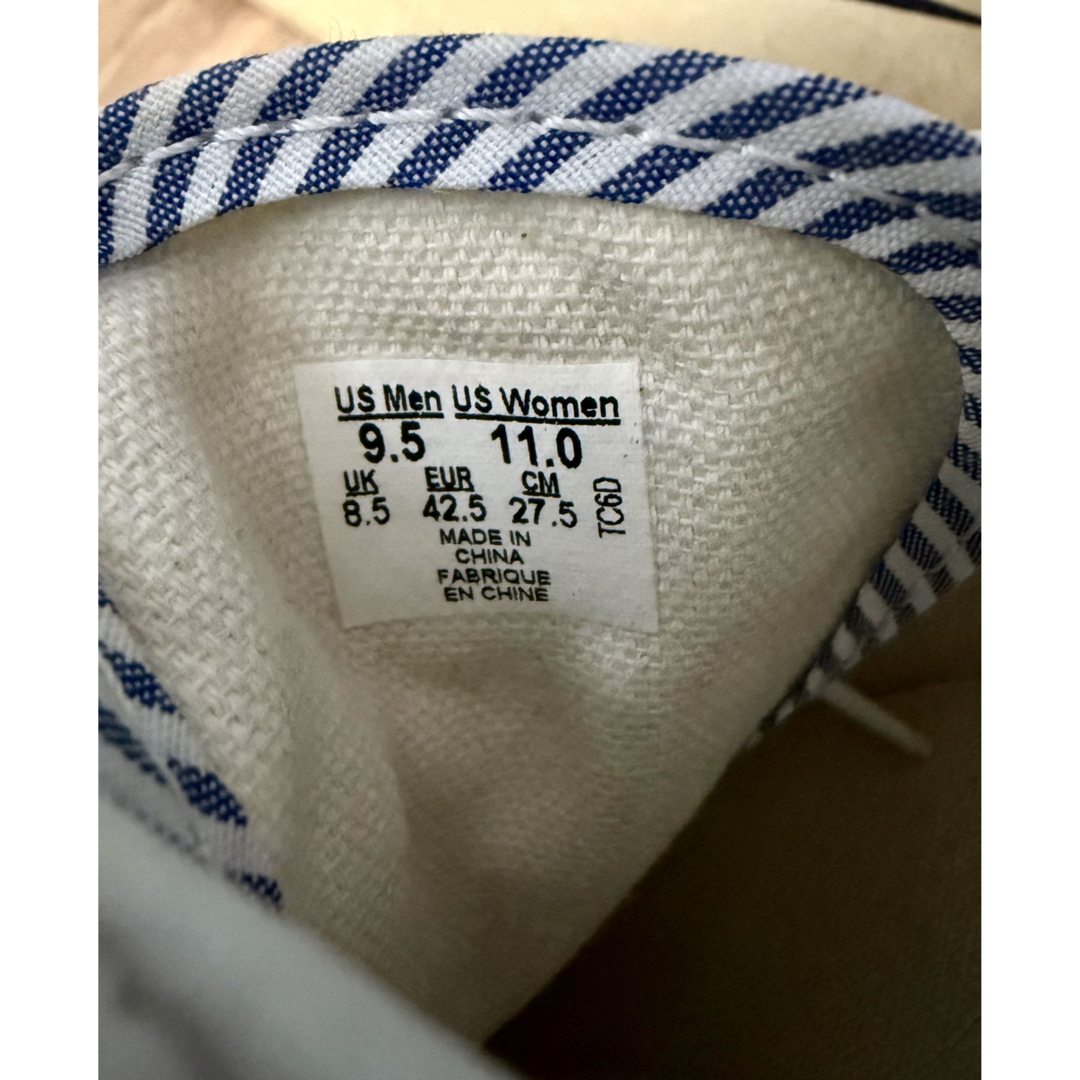 US Men US Women
9.5 11.0
UK EUR CM
8.5 42.5 27.5
TC6D
MADE IN
CHINA
FABRIQUE
EN CHINE